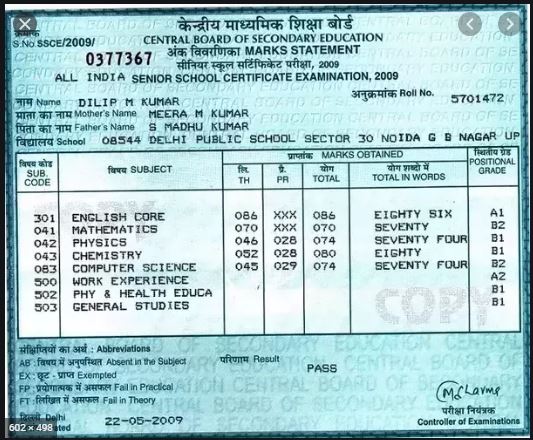 केन्द्रीय माध्यमिक शिक्षा बोर्ड
क्रमांक
S.No.SSCE/2009/
CENTRAL BOARD OF SECONDARY EDUCATION
0377367 अंक विवरणिका MARKS STATEMENT
सीनियर स्कूल सर्टिफिकेट परीक्षा, 2009
ALL INDIA SENIOR SCHOOL CERTIFICATE EXAMINATION, 2009
अनुक्रमांक Roll No. 5701472
नाम Name DILIP M KUMAR
माता का नाम Mother's Name MEERA M KUMAR
पिता का नाम Father's Name S MADHU KUMAR
विद्यालय School 08544 DELHI PUBLIC SCHOOL SECTOR 30 NOIDA G B NAGAR UP
विषय कोड SUB. CODE
विषय SUBJECT
प्राप्तांक MARKS OBTAINED
लि. TH
प्रै. PR
योग TOTAL
योग शब्दों में TOTAL IN WORDS
स्थितीय ग्रेड POSITIONAL GRADE
301 ENGLISH CORE 086 XXX 086 EIGHTY SIX A1
041 MATHEMATICS 070 XXX 070 SEVENTY B2
042 PHYSICS 046 028 074 SEVENTY FOUR B1
043 CHEMISTRY 052 028 080 EIGHTY B1
083 COMPUTER SCIENCE 045 029 074 SEVENTY FOUR B2
500 WORK EXPERIENCE A2
502 PHY & HEALTH EDUCA B1
503 GENERAL STUDIES B1
COPY
संक्षिप्तियों का अर्थ : Abbreviations
AB : विषय में अनुपस्थित Absent in the Subject
परिणाम Result PASS
EX : छूट - प्राप्त Exempted
FP : प्रयोगात्मक में असफल Fail in Practical
FT : लिखित में असफल Fail in Theory
दिल्ली Delhi
22-05-2009
परीक्षा नियंत्रक
Controller of Examinations
602 × 498